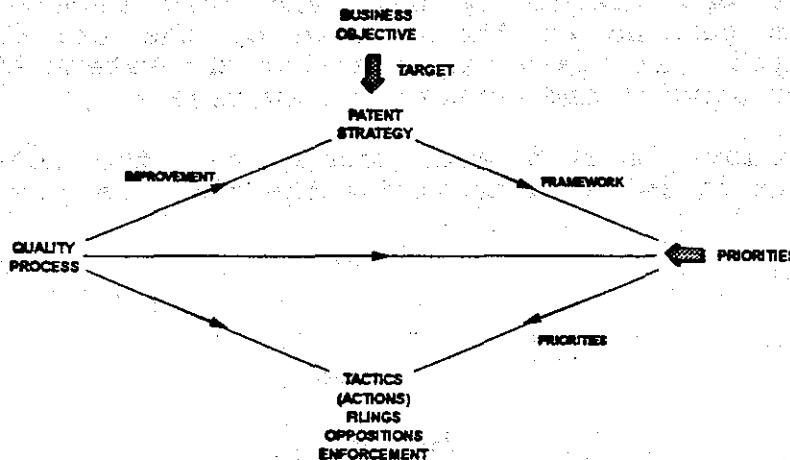 BUSINESS
OBJECTIVE
TARGET
PATENT
STRATEGY
IMPROVEMENT
FRAMEWORK
QUALITY
PROCESS
PRIORITIES
PRIORITIES
TACTICS
(ACTIONS)
FILINGS
OPPOSITIONS
ENFORCEMENT